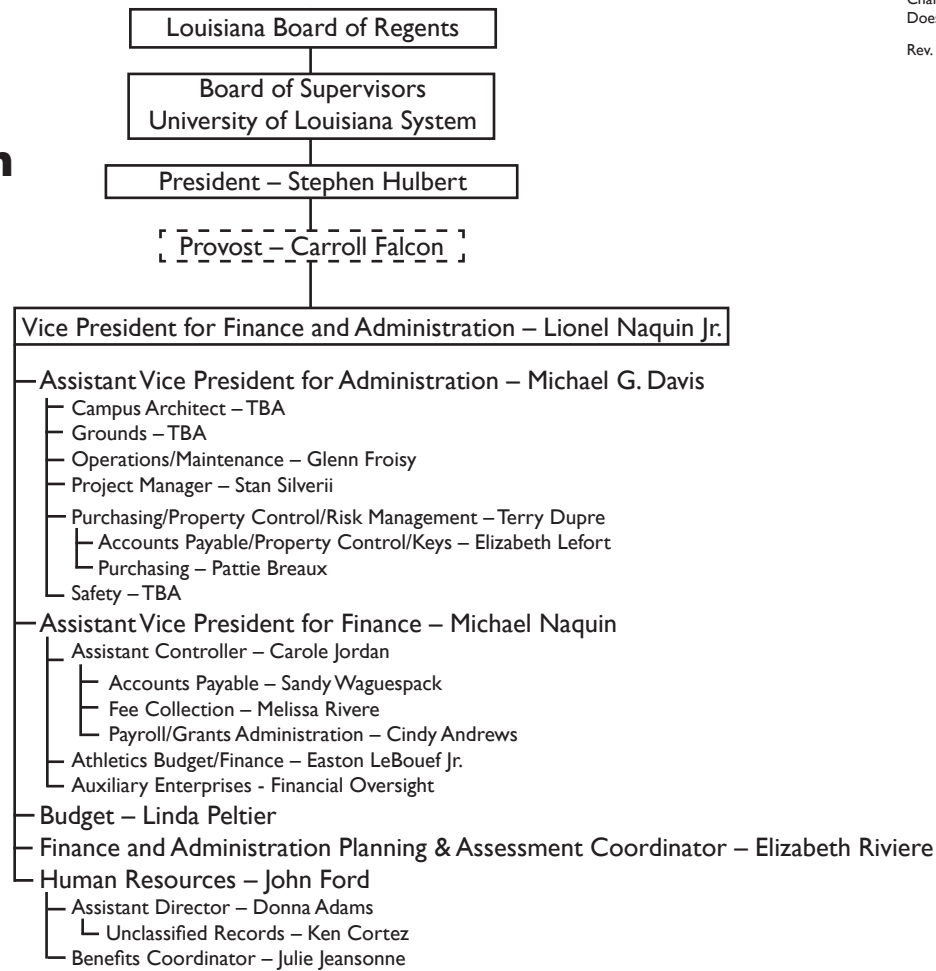 Louisiana Board of Regents
Board of Supervisors
University of Louisiana System
President – Stephen Hulbert
Provost – Carroll Falcon
Vice President for Finance and Administration – Lionel Naquin Jr.
Assistant Vice President for Administration – Michael G. Davis
Campus Architect – TBA
Grounds – TBA
Operations/Maintenance – Glenn Froisy
Project Manager – Stan Silverii
Purchasing/Property Control/Risk Management – Terry Dupre
Accounts Payable/Property Control/Keys – Elizabeth Lefort
Purchasing – Pattie Breaux
Safety – TBA
Assistant Vice President for Finance – Michael Naquin
Assistant Controller – Carole Jordan
Accounts Payable – Sandy Waguespack
Fee Collection – Melissa Rivere
Payroll/Grants Administration – Cindy Andrews
Athletics Budget/Finance – Easton LeBouef Jr.
Auxiliary Enterprises - Financial Oversight
Budget – Linda Peltier
Finance and Administration Planning & Assessment Coordinator – Elizabeth Riviere
Human Resources – John Ford
Assistant Director – Donna Adams
Unclassified Records – Ken Cortez
Benefits Coordinator – Julie Jeansonne
Does
Rev.